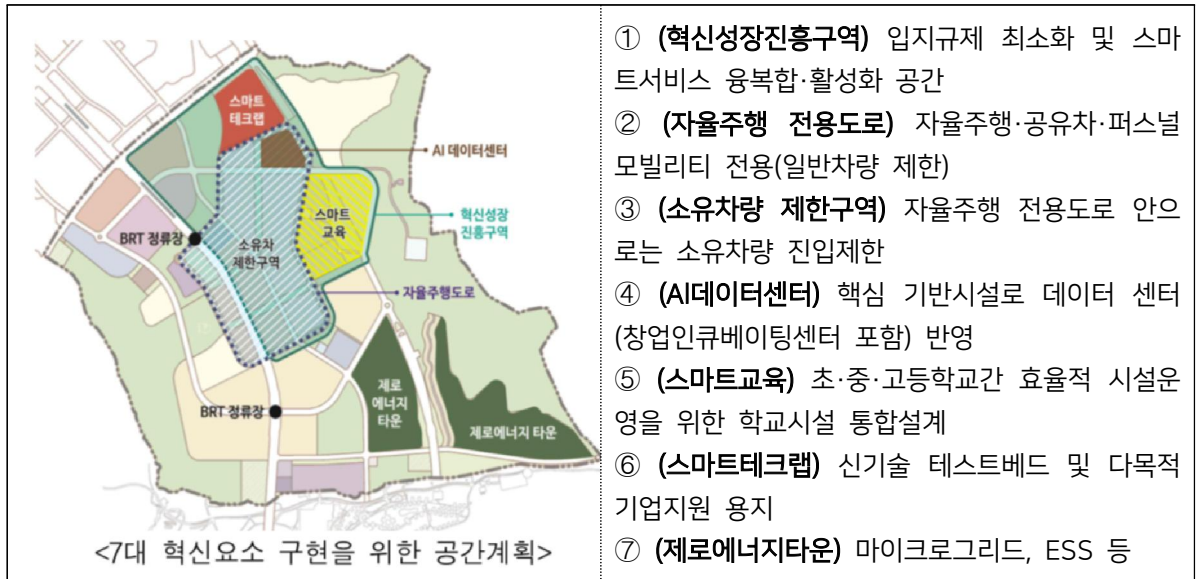 스마트
테크랩
AI 데이터센터
스마트
교육
혁신성장
진흥구역
BRT 정류장
소유차
제한구역
자율주행도로
제로
에너지
타운
BRT 정류장
제로에너지 타운
<7대 혁신요소 구현을 위한 공간계획>
① (혁신성장진흥구역) 입지규제 최소화 및 스마
트서비스 융복합·활성화 공간
② (자율주행 전용도로) 자율주행·공유차·퍼스널
모빌리티 전용(일반차량 제한)
③ (소유차량 제한구역) 자율주행 전용도로 안으
로는 소유차량 진입제한
④ (AI데이터센터) 핵심 기반시설로 데이터 센터
(창업인큐베이팅센터 포함) 반영
⑤ (스마트교육) 초·중·고등학교간 효율적 시설운
영을 위한 학교시설 통합설계
⑥ (스마트테크랩) 신기술 테스트베드 및 다목적
기업지원 용지
⑦ (제로에너지타운) 마이크로그리드, ESS 등